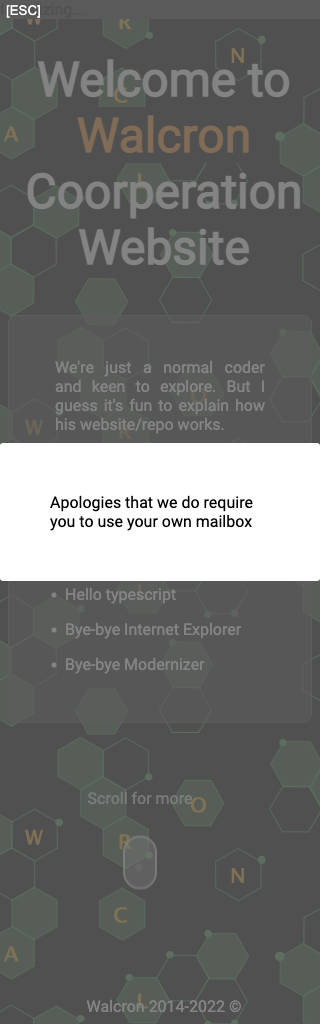 [ESC] zing...
Welcome to
Walcron
Coorperation
Website
We're just a normal coder
and keen to explore. But I
guess it's fun to explain how
his website/repo works.
Apologies that we do require
you to use your own mailbox
• Hello typescript
• Bye-bye Internet Explorer
• Bye-bye Modernizer
Scroll for more
Walcron 2014-2022 ©
R
N
C
A
L
W
R
O
W
R
N
C
A
L